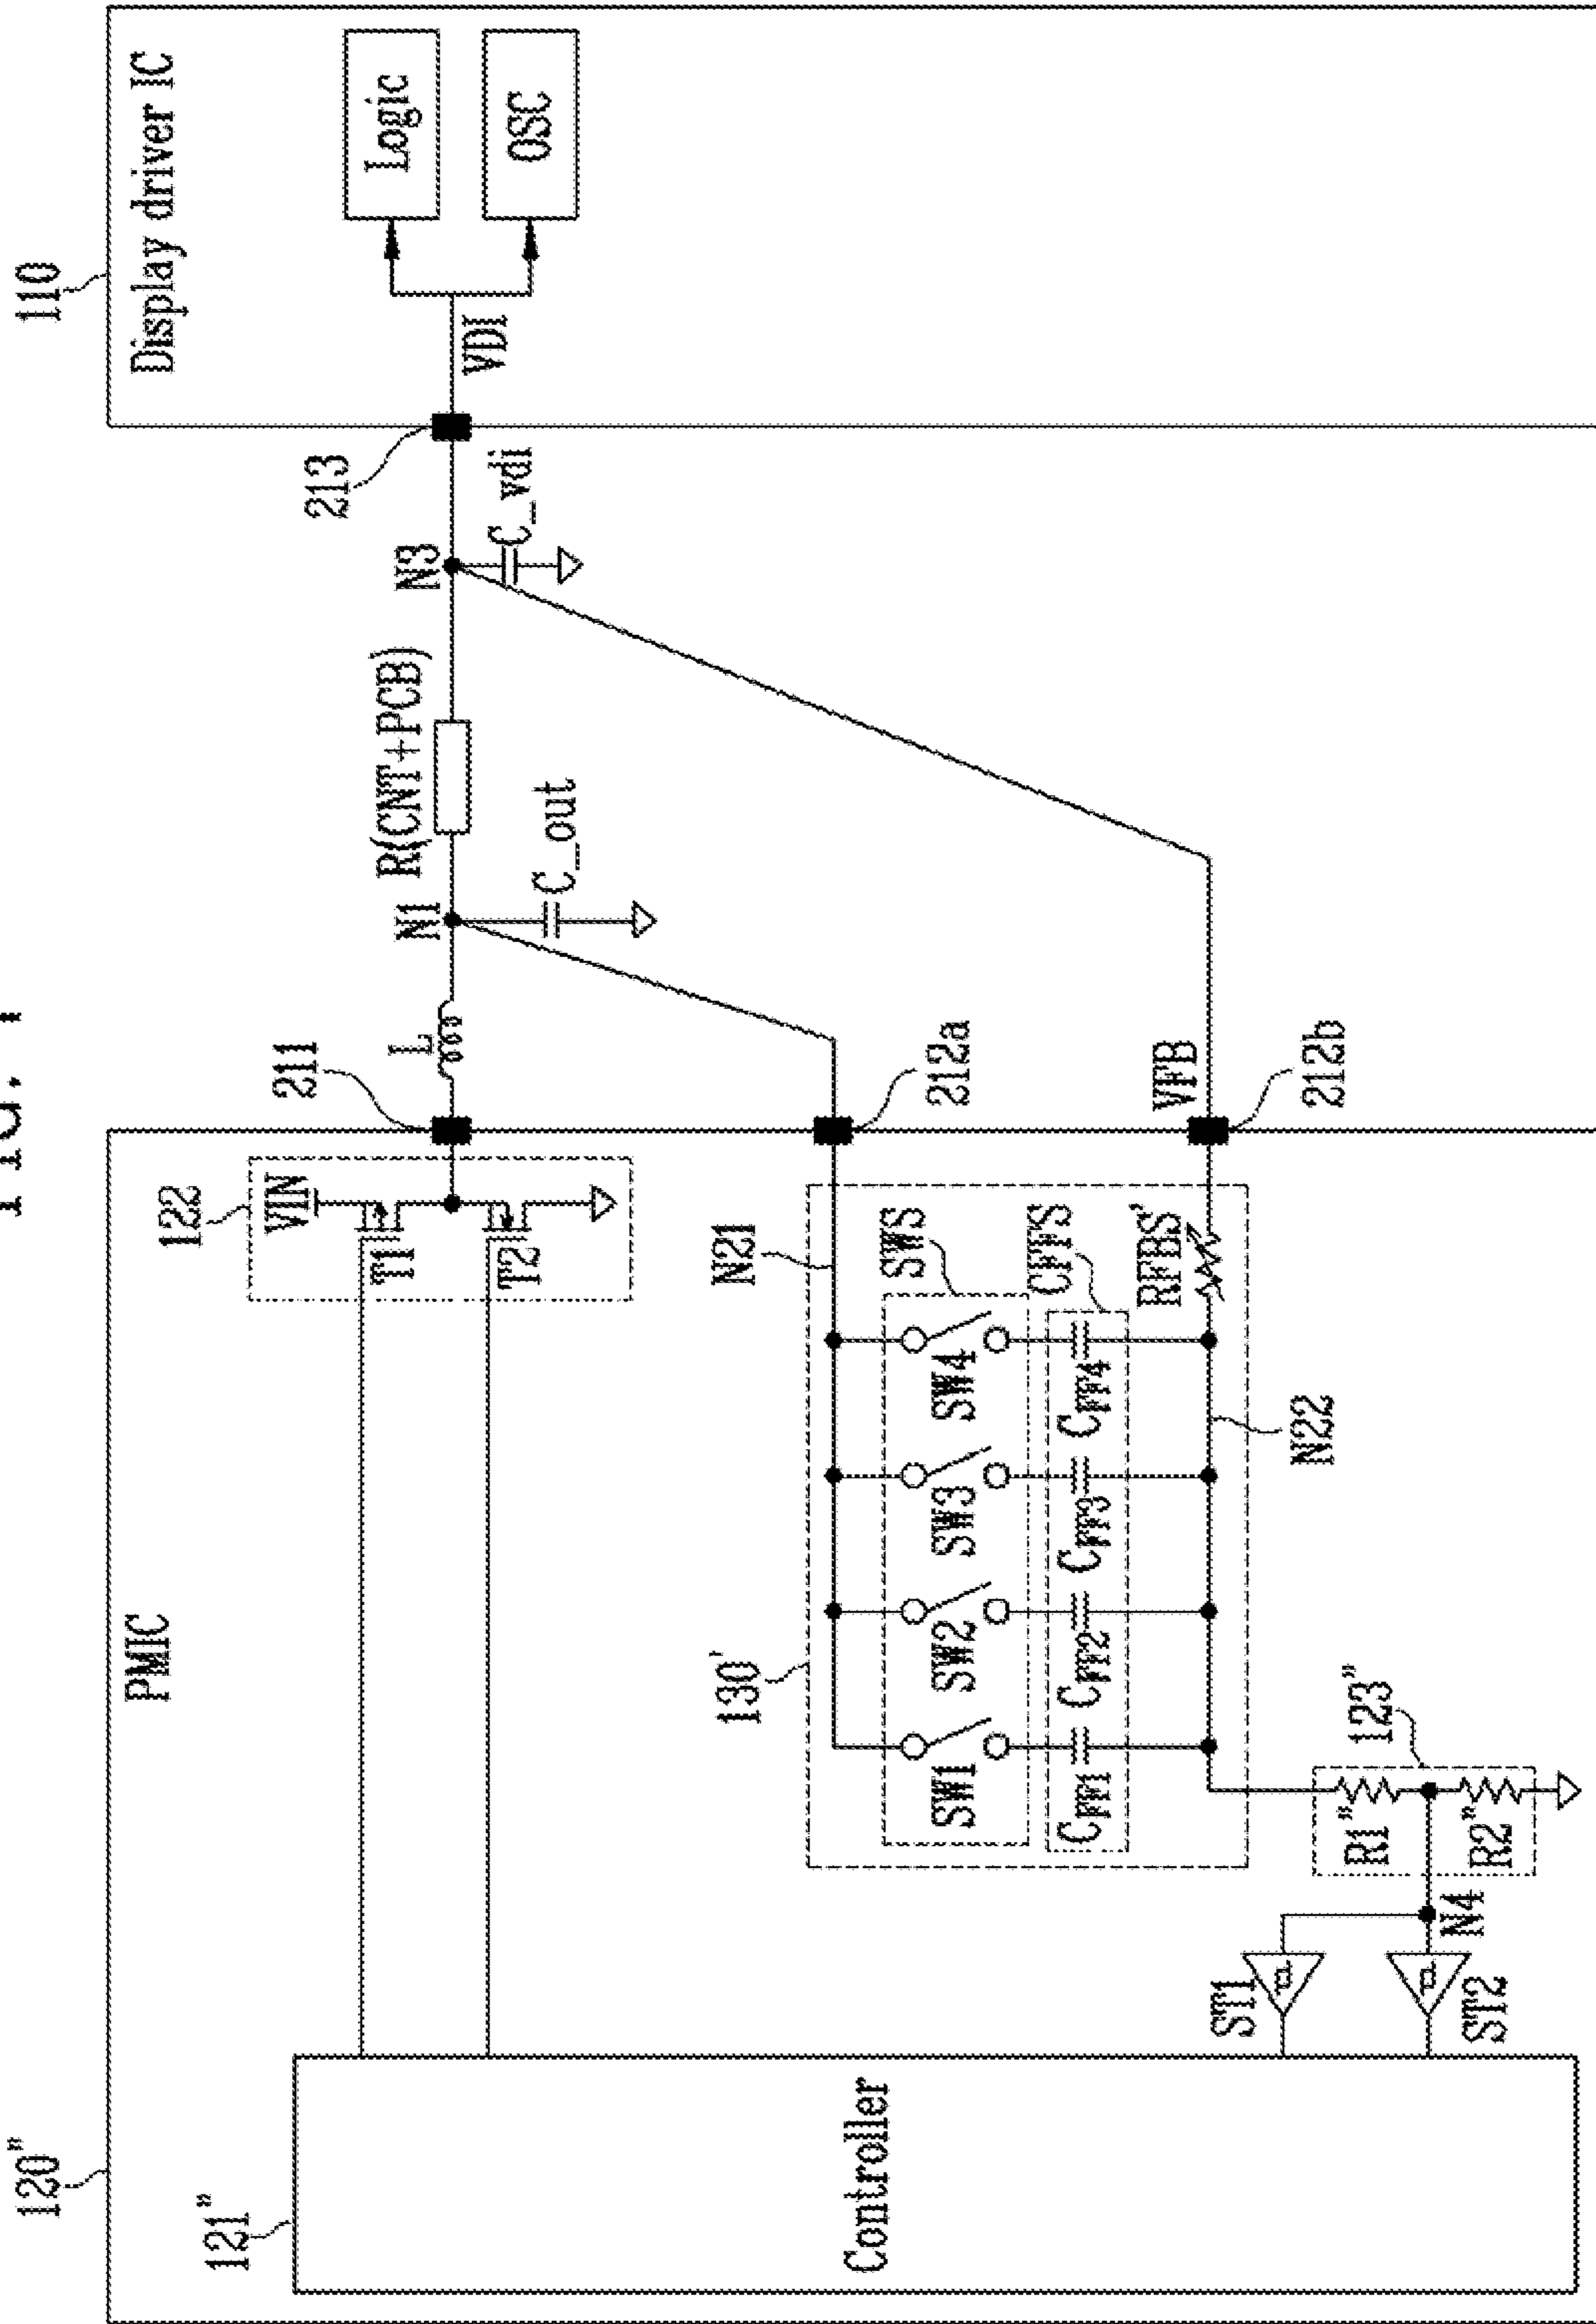 120"
110
PMIC
Display driver IC
121"
122
VIN
T1
T2
211
L
N1
R(CNT+PCB)
N3
213
VDI
Logic
OSC
C_out
C_vdi
Controller
130'
N21
212a
SWS
SW1
SW2
SW3
SW4
CFFS
CFF1
CFF2
CFF3
CFF4
RFBS'
VFB
212b
N22
123"
R1"
R2"
N4
ST1
ST2